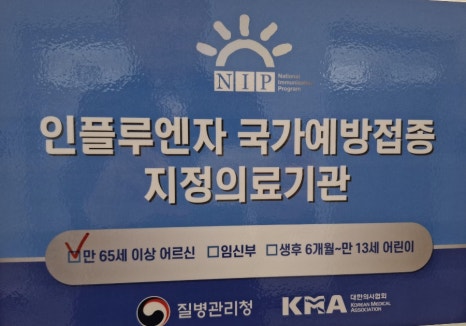 NIP
National
Immunization
Program
인플루엔자 국가예방접종
지정의료기관
☑만 65세 이상 어르신 □임신부 □생후 6개월~만 13세 어린이
질병관리청
KMA
대한의사협회
KOREAN MEDICAL
ASSOCIATION